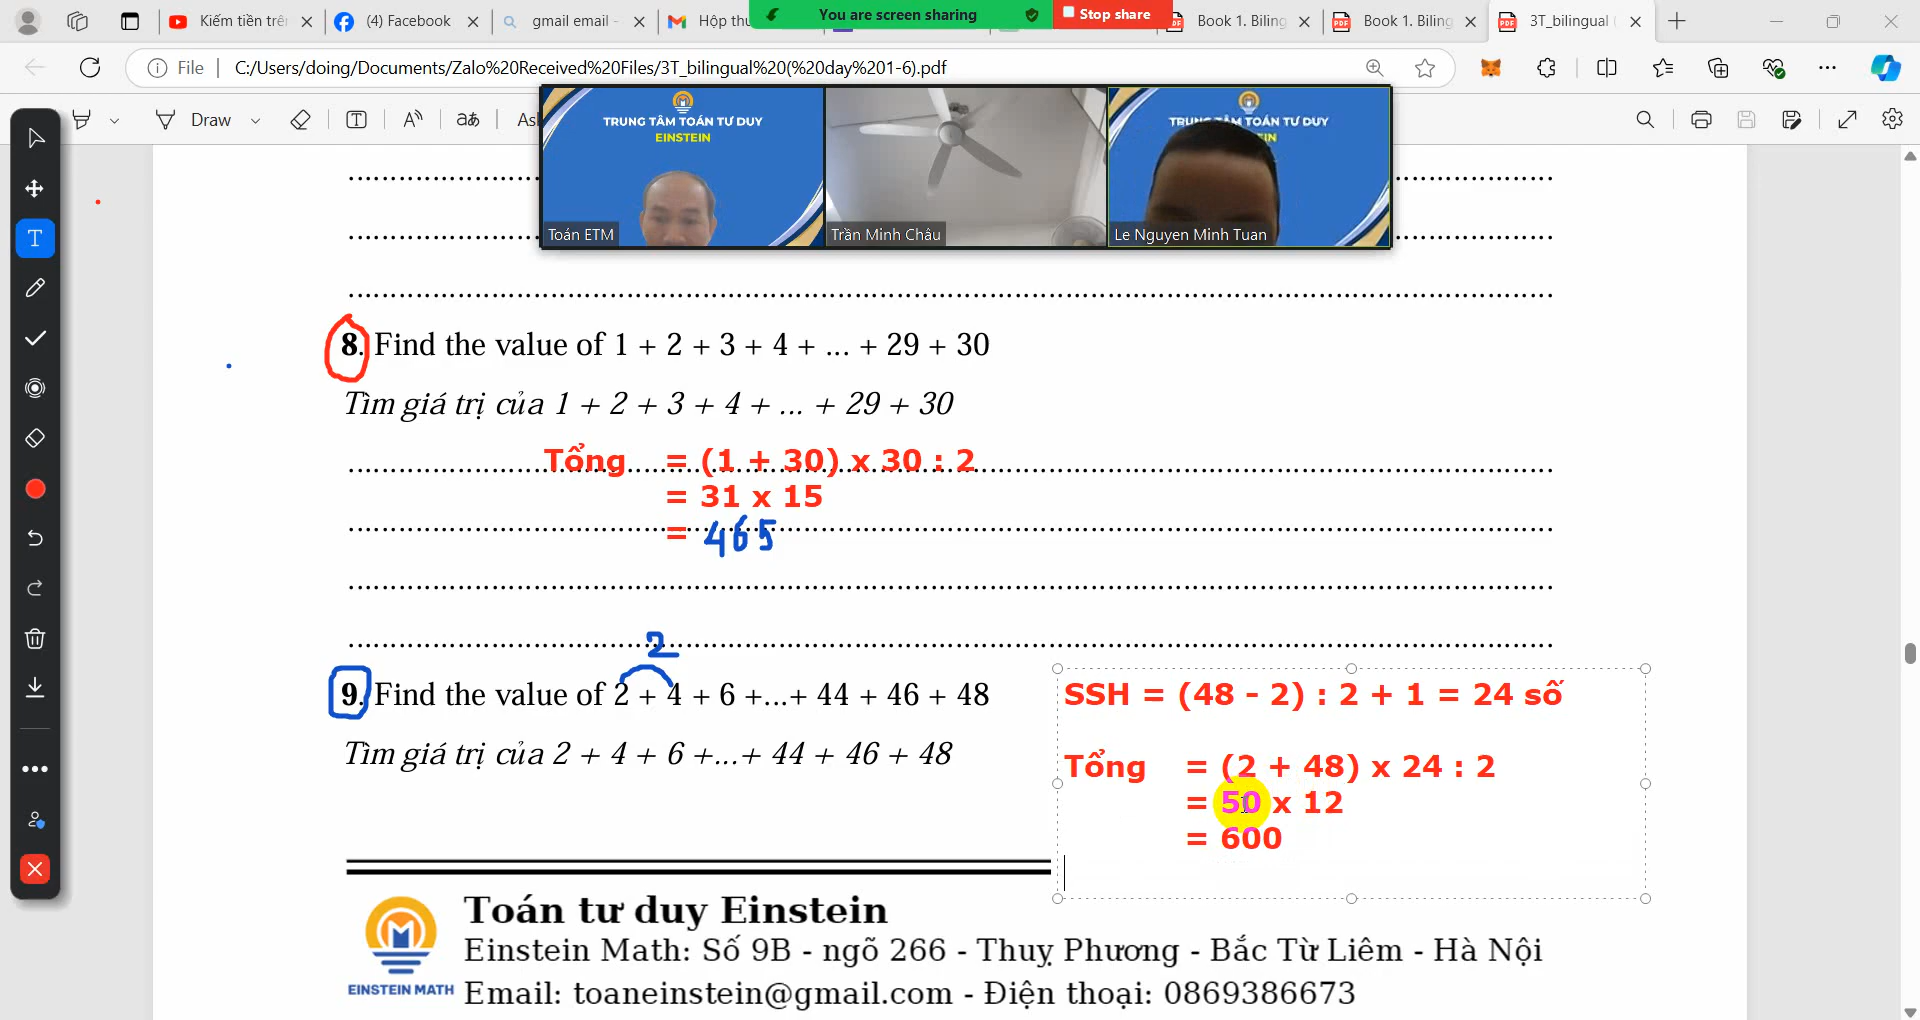 Kiếm tiền trê
(4) Facebook
gmail email -
Hộp thư
You are screen sharing
Stop share
Book 1. Biling
Book 1. Biling
3T_bilingual
File
C:/Users/doing/Documents/Zalo%20Received%20Files/3T_bilingual%20(%20day%201-6).pdf
Draw
TRUNG TÂM TOÁN TƯ DUY
EINSTEIN
Toán ETM
Trần Minh Châu
Le Nguyen Minh Tuan
8. Find the value of 1 + 2 + 3 + 4 + ... + 29 + 30
Tìm giá trị của 1 + 2 + 3 + 4 + ... + 29 + 30
Tổng = (1 + 30) x 30 : 2
= 31 x 15
= 465
2
9. Find the value of 2 + 4 + 6 +...+ 44 + 46 + 48
Tìm giá trị của 2 + 4 + 6 +...+ 44 + 46 + 48
SSH = (48 - 2) : 2 + 1 = 24 số
Tổng = (2 + 48) x 24 : 2
= 50 x 12
= 600
EINSTEIN MATH
Toán tư duy Einstein
Einstein Math: Số 9B - ngõ 266 - Thuỵ Phương - Bắc Từ Liêm - Hà Nội
Email: toaneinstein@gmail.com - Điện thoại: 0869386673